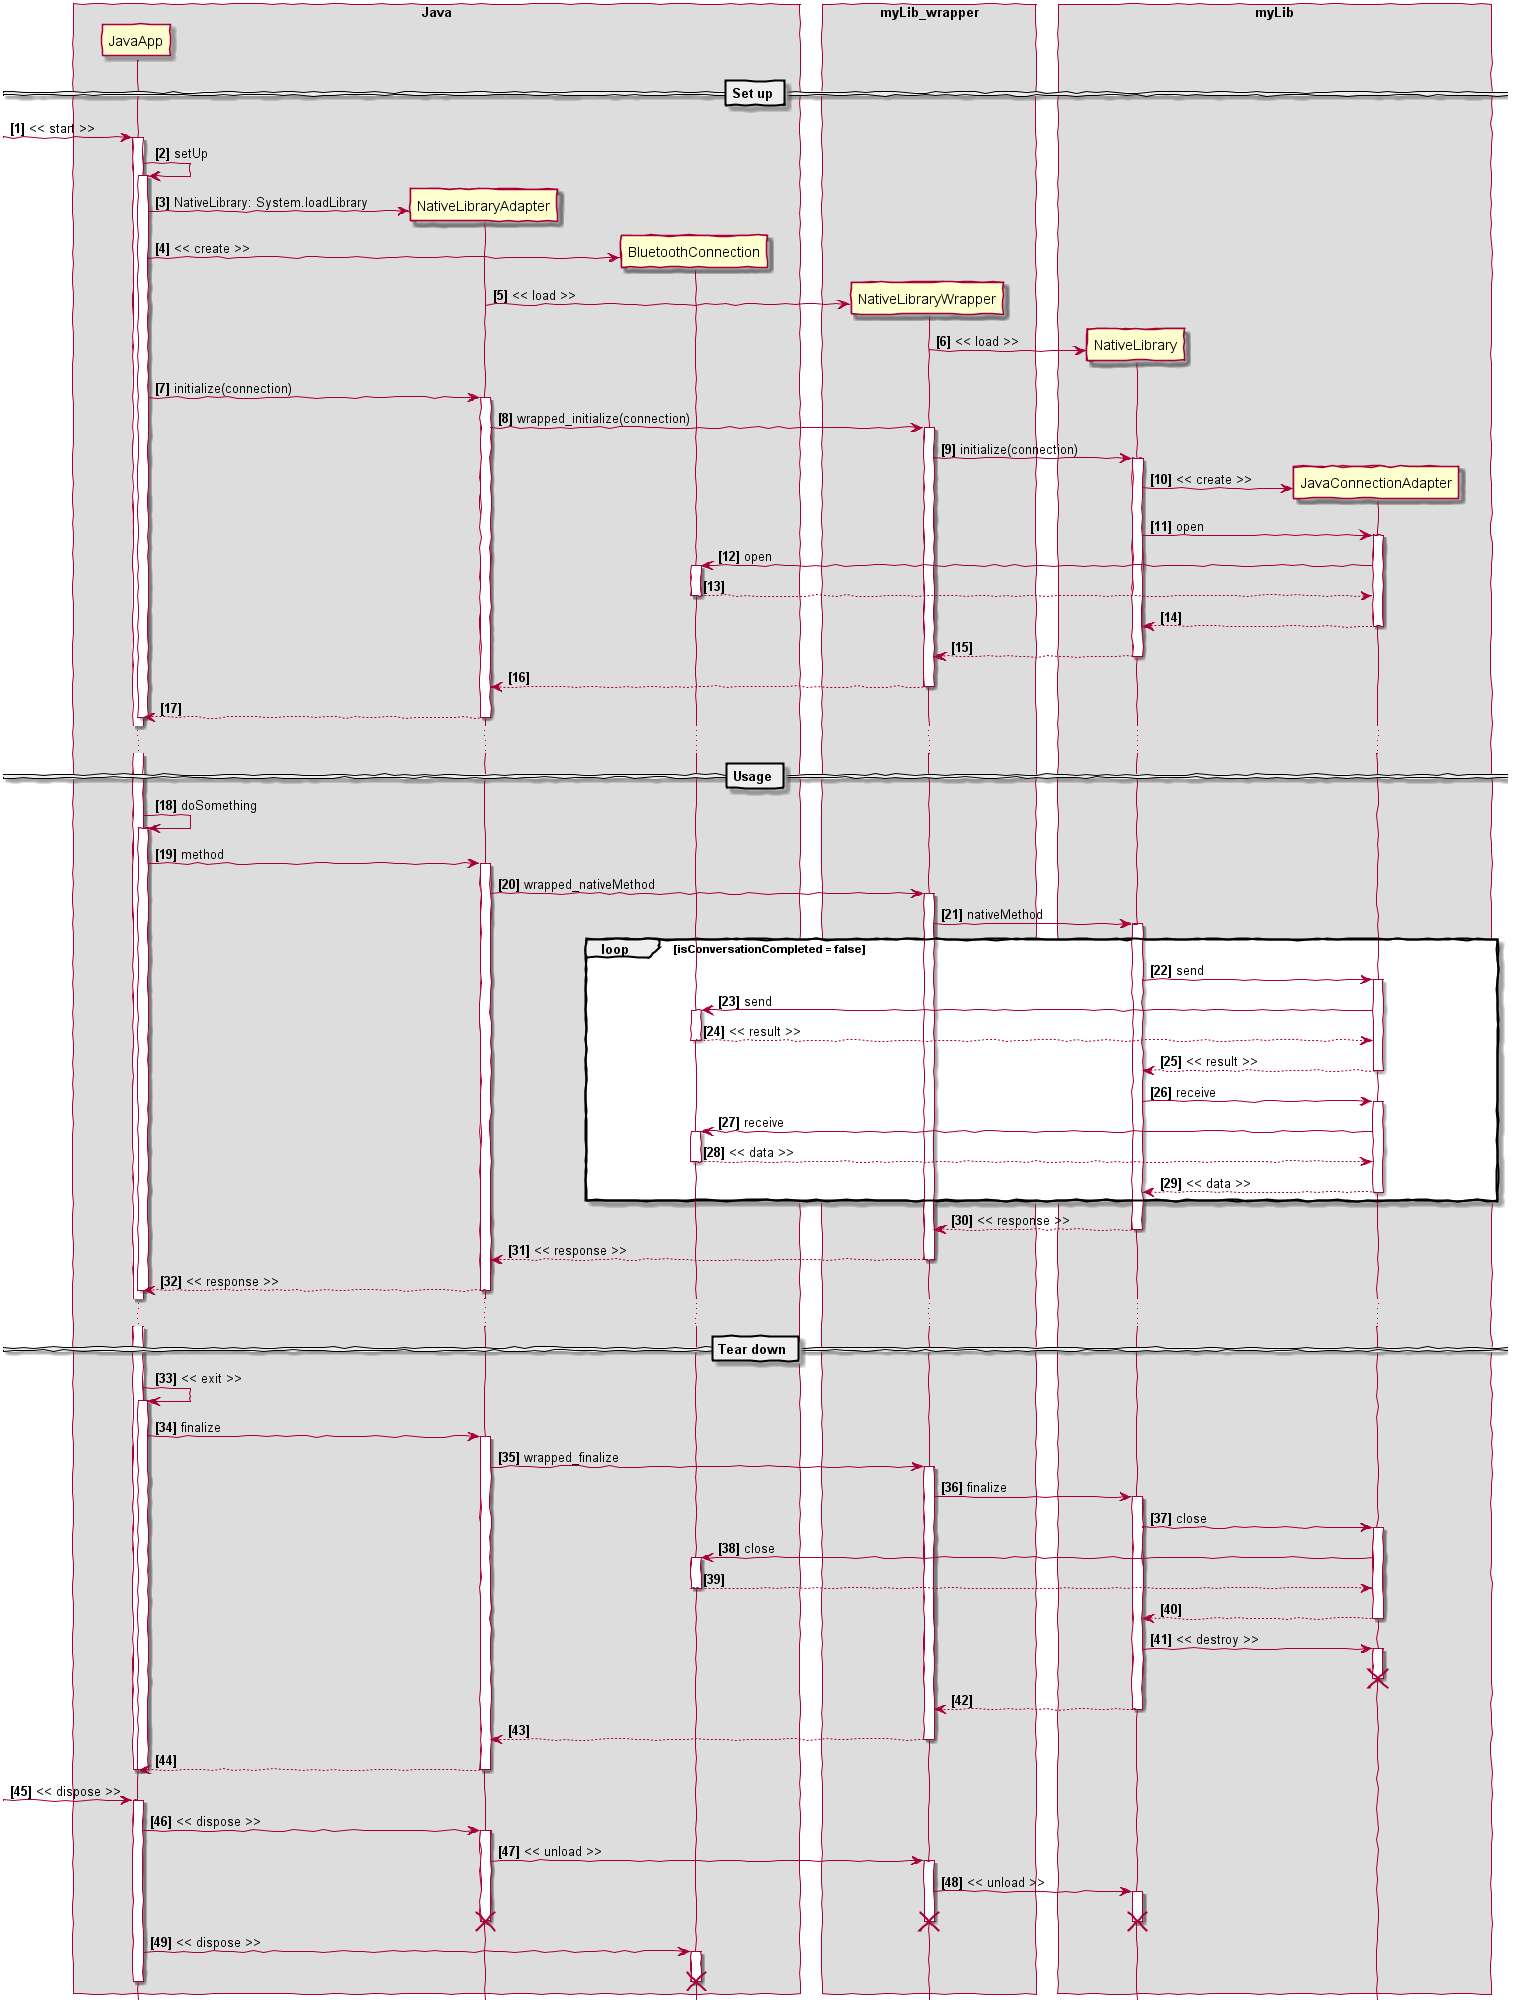 Java
myLib_wrapper
myLib
JavaApp
Set up
[1] << start >>
[2] setUp
[3] NativeLibrary: System.loadLibrary
NativeLibraryAdapter
[4] << create >>
BluetoothConnection
[5] << load >>
NativeLibraryWrapper
[6] << load >>
NativeLibrary
[7] initialize(connection)
[8] wrapped_initialize(connection)
[9] initialize(connection)
[10] << create >>
JavaConnectionAdapter
[11] open
[12] open
[13]
[14]
[15]
[16]
[17]
Usage
[18] doSomething
[19] method
[20] wrapped_nativeMethod
[21] nativeMethod
loop
[isConversationCompleted = false]
[22] send
[23] send
[24] << result >>
[25] << result >>
[26] receive
[27] receive
[28] << data >>
[29] << data >>
[30] << response >>
[31] << response >>
[32] << response >>
Tear down
[33] << exit >>
[34] finalize
[35] wrapped_finalize
[36] finalize
[37] close
[38] close
[39]
[40]
[41] << destroy >>
[42]
[43]
[44]
[45] << dispose >>
[46] << dispose >>
[47] << unload >>
[48] << unload >>
[49] << dispose >>